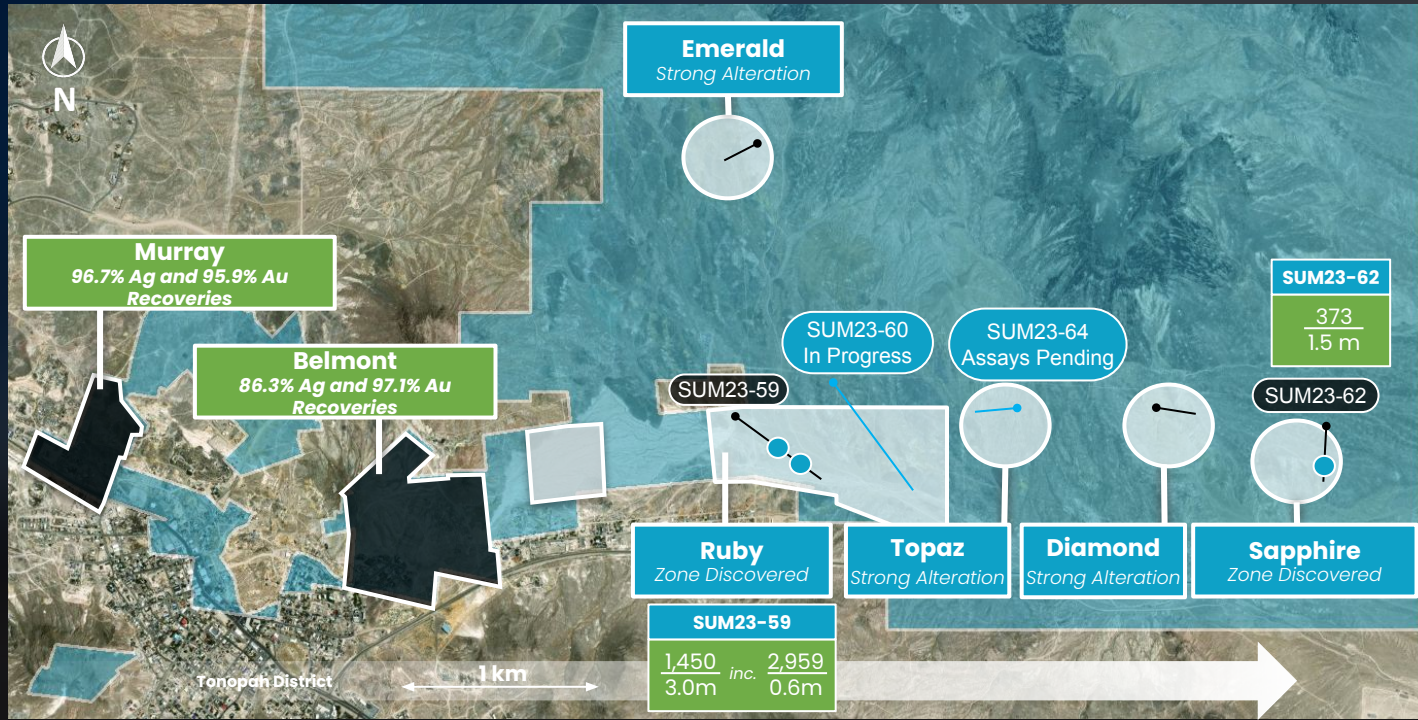 N
Emerald
Strong Alteration
Murray
96.7% Ag and 95.9% Au
Recoveries
Belmont
86.3% Ag and 97.1% Au
Recoveries
SUM23-62
373
1.5 m
SUM23-60
In Progress
SUM23-64
Assays Pending
SUM23-59
SUM23-62
Ruby
Zone Discovered
Topaz
Strong Alteration
Diamond
Strong Alteration
Sapphire
Zone Discovered
SUM23-59
1,450 inc. 2,959
3.0m 0.6m
Tonopah District
1 km